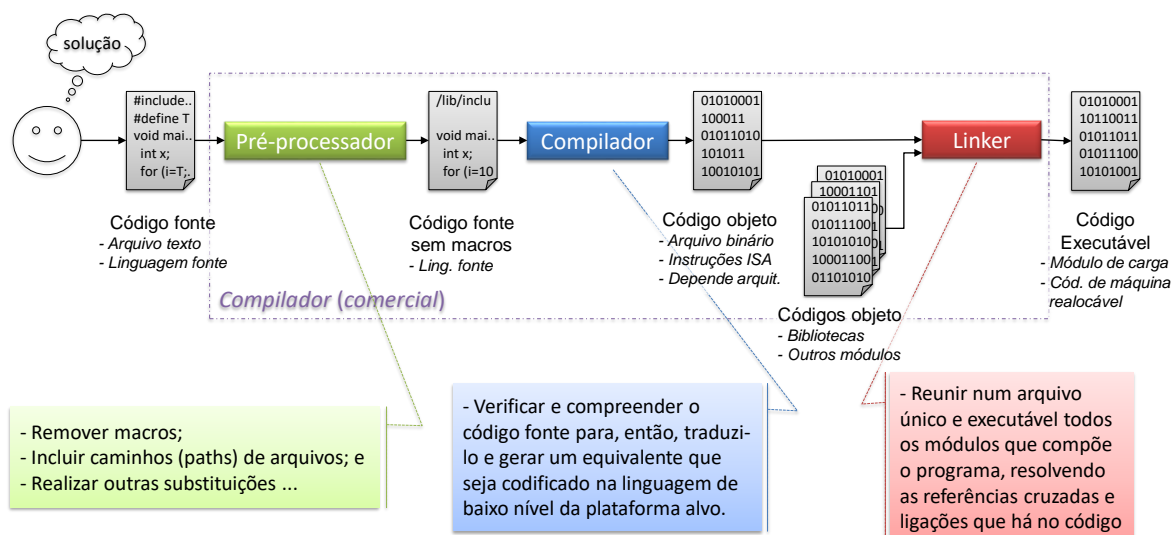 solução
#include..
#define T
void mai..
int x;
for (i=T;.
Pré-processador
/lib/inclu
void mai..
int x;
for (i=10
Compilador
01010001
100011
01011010
101011
10010101
Linker
01010001
10110011
01011011
01011100
10101001
01010001
10001101
01011011
01011100
10101010
10001100
01101010
Código fonte
- Arquivo texto
- Linguagem fonte
Código fonte
sem macros
- Ling. fonte
Código objeto
- Arquivo binário
- Instruções ISA
- Depende arquit.
Códigos objeto
- Bibliotecas
- Outros módulos
Código
Executável
- Módulo de carga
- Cód. de máquina
realocável
Compilador (comercial)
- Remover macros;
- Incluir caminhos (paths) de arquivos; e
- Realizar outras substituições ...
- Verificar e compreender o
código fonte para, então, traduzi-
lo e gerar um equivalente que
seja codificado na linguagem de
baixo nível da plataforma alvo.
- Reunir num arquivo
único e executável todos
os módulos que compõe
o programa, resolvendo
as referências cruzadas e
ligações que há no código